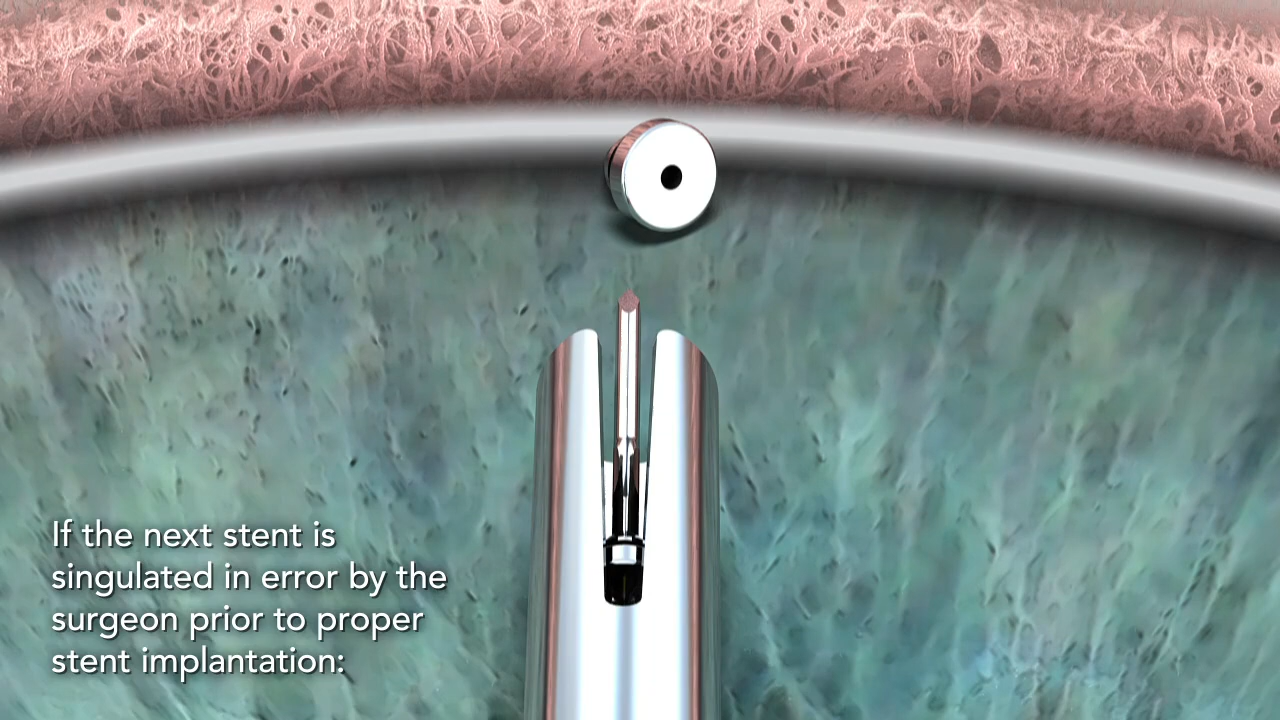 If the next stent is
singulated in error by the
surgeon prior to proper
stent implantation: